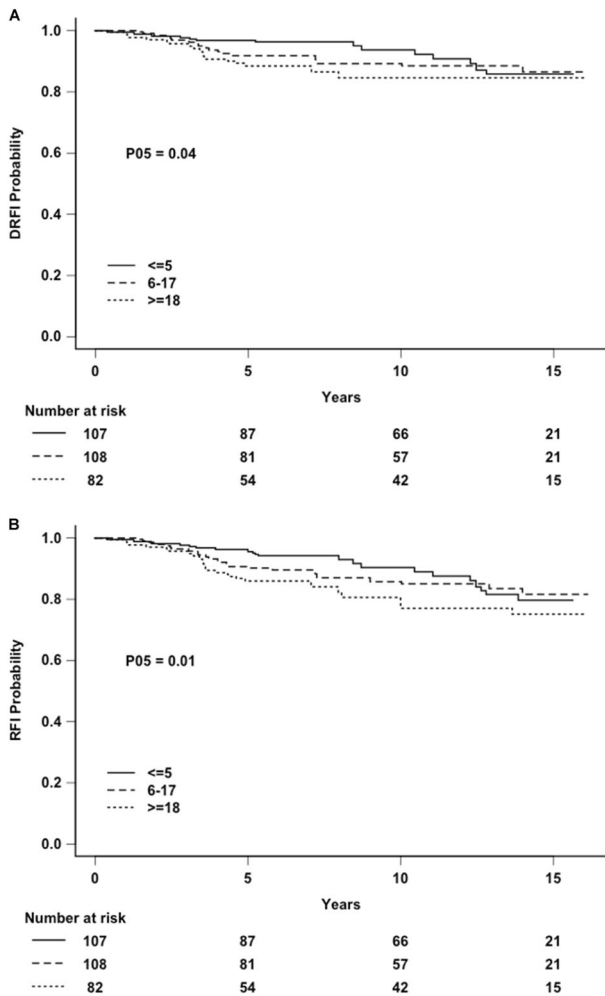 A
1.0
0.8
0.6
0.4
0.2
0.0
DRFI Probability
P05 = 0.04
<=5
6-17
>=18
0 5 10 15
Years
Number at risk
107 87 66 21
108 81 57 21
82 54 42 15
B
1.0
0.8
0.6
0.4
0.2
0.0
RFI Probability
P05 = 0.01
<=5
6-17
>=18
0 5 10 15
Years
Number at risk
107 87 66 21
108 81 57 21
82 54 42 15